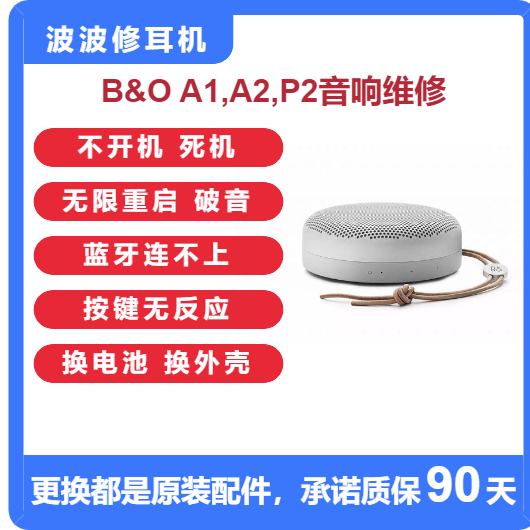 波波修耳机
B&O A1,A2,P2音响维修
不开机 死机
无限重启 破音
蓝牙连不上
按键无反应
换电池 换外壳
更换都是原装配件，承诺质保90天